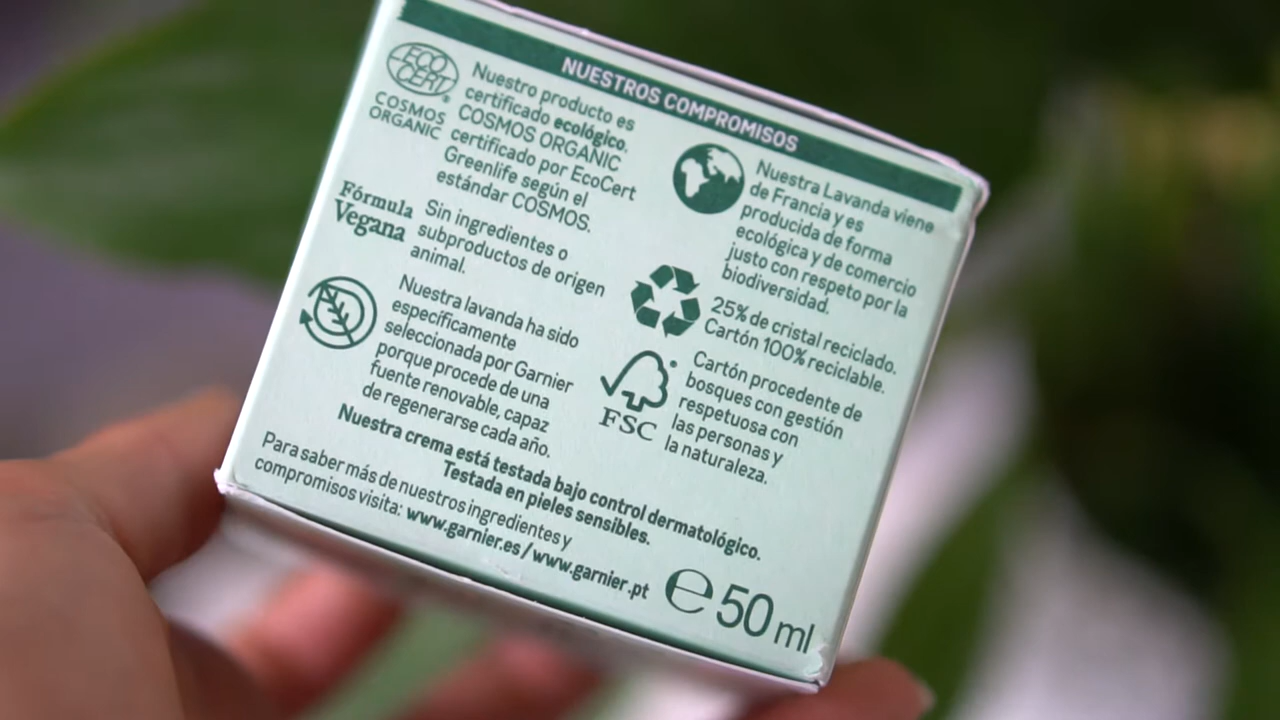 NUESTROS COMPROMISOS
ECO
CERT®
COSMOS
ORGANIC
Nuestro producto es
certificado ecológico.
COSMOS ORGANIC
certificado por EcoCert
Greenlife según el
estándar COSMOS.
Fórmula
Vegana
Sin ingredientes o
subproductos de origen
animal.
Nuestra lavanda ha sido
específicamente
seleccionada por Garnier
porque procede de una
fuente renovable, capaz
de regenerarse cada año.
Nuestra Lavanda viene
de Francia y es
producida de forma
ecológica y de comercio
justo con respeto por la
biodiversidad.
25% de cristal reciclado.
Cartón 100% reciclable.
FSC
Cartón procedente de
bosques con gestión
respetuosa con
las personas y
la naturaleza.
Nuestra crema está testada bajo control dermatológico.
Testada en pieles sensibles.
Para saber más de nuestros ingredientes y
compromisos visita: www.garnier.es/www.garnier.pt
℮ 50 ml